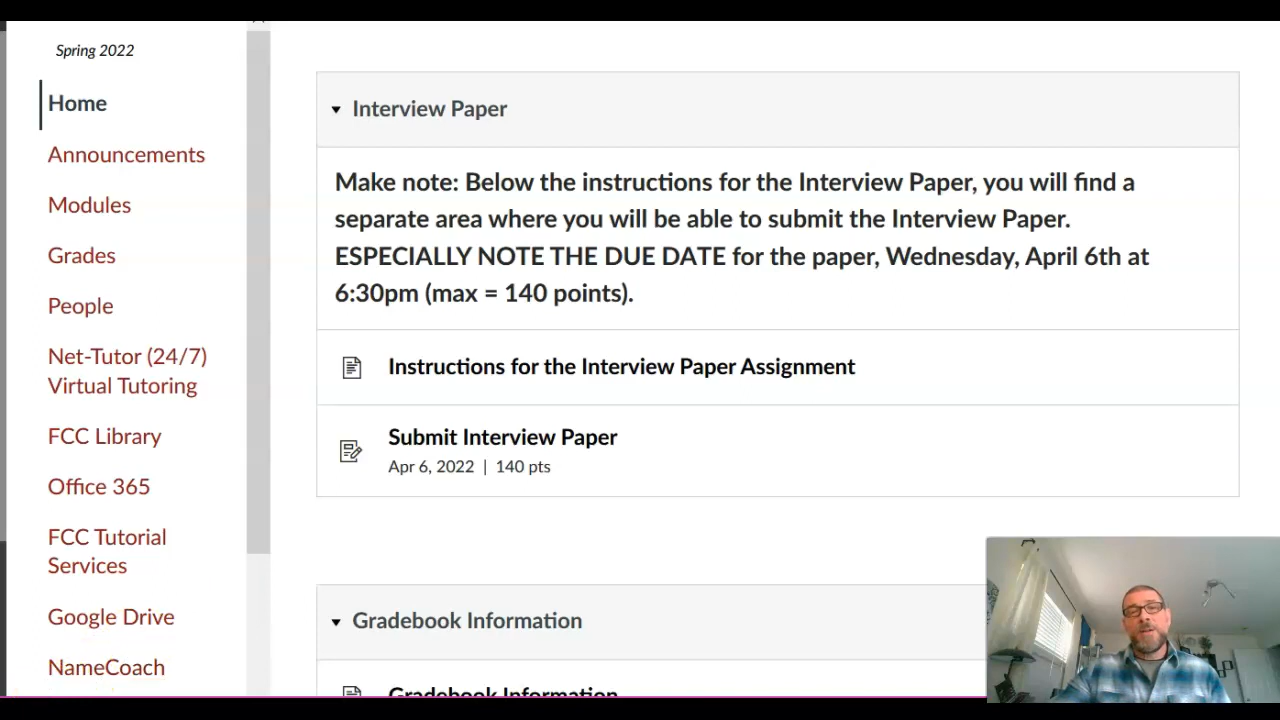 Spring 2022
Home
Announcements
Modules
Grades
People
Net-Tutor (24/7)
Virtual Tutoring
FCC Library
Office 365
FCC Tutorial
Services
Google Drive
NameCoach
Interview Paper
Make note: Below the instructions for the Interview Paper, you will find a
separate area where you will be able to submit the Interview Paper.
ESPECIALLY NOTE THE DUE DATE for the paper, Wednesday, April 6th at
6:30pm (max = 140 points).
Instructions for the Interview Paper Assignment
Submit Interview Paper
Apr 6, 2022 | 140 pts
Gradebook Information
Gradebook Information